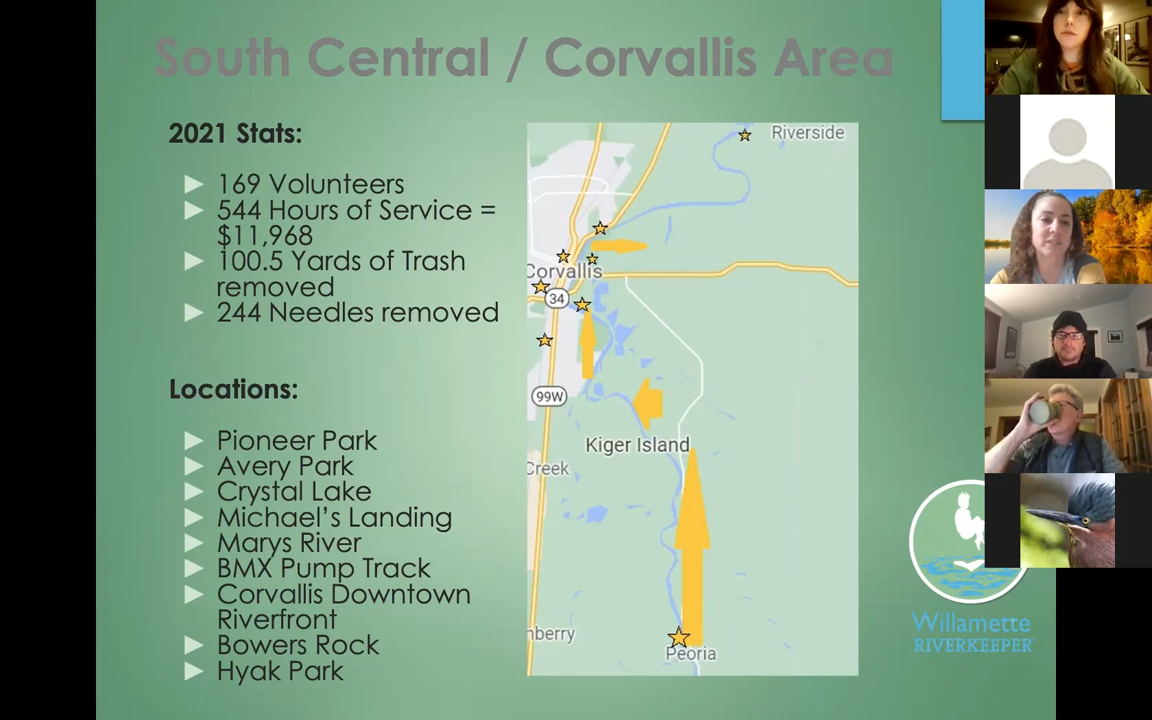 South Central / Corvallis Area
2021 Stats:
169 Volunteers
544 Hours of Service =
$11,968
100.5 Yards of Trash
removed
244 Needles removed
Locations:
Pioneer Park
Avery Park
Crystal Lake
Michael's Landing
Marys River
BMX Pump Track
Corvallis Downtown
Riverfront
Bowers Rock
Hyak Park
Riverside
Corvallis
34
99W
Kiger Island
Creek
nberry
Peoria
Willamette
RIVERKEEPER®